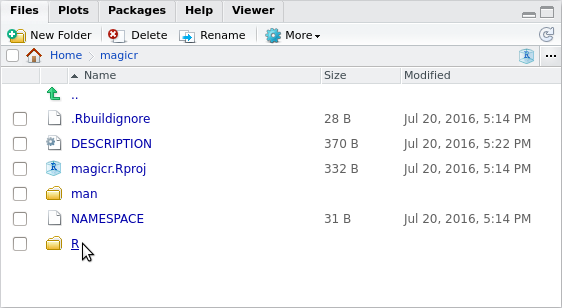 Files Plots Packages Help Viewer
New Folder Delete Rename More
Home magicr ...
Name Size Modified
..
.Rbuildignore 28 B Jul 20, 2016, 5:14 PM
DESCRIPTION 370 B Jul 20, 2016, 5:22 PM
magicr.Rproj 332 B Jul 20, 2016, 5:14 PM
man
NAMESPACE 31 B Jul 20, 2016, 5:14 PM
R